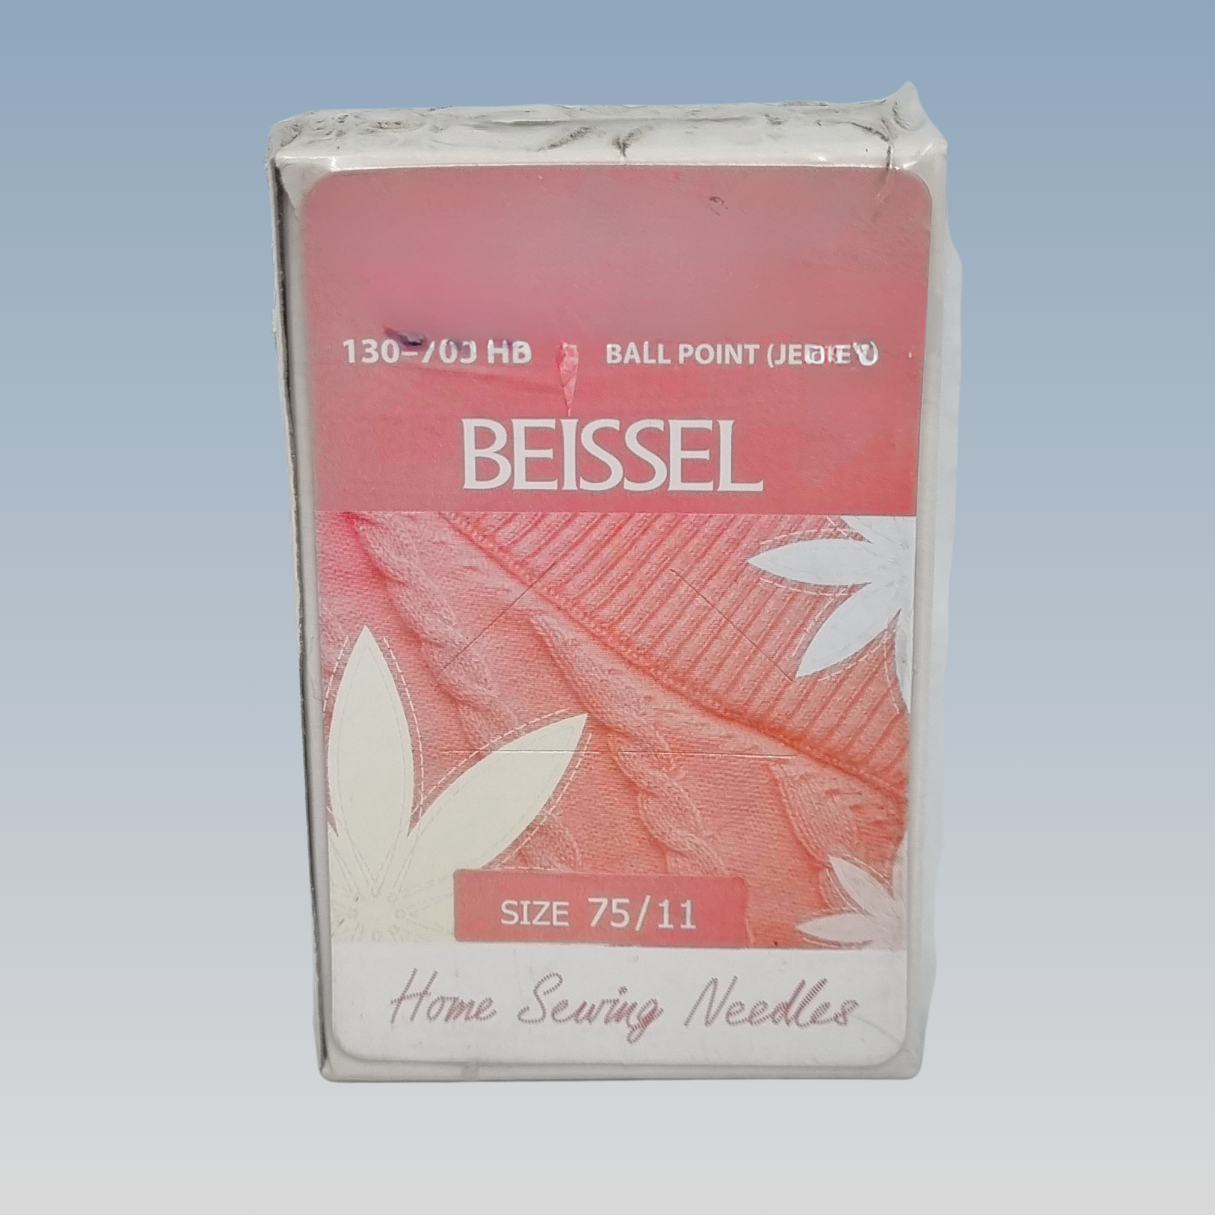 BALL POINT
BEISSEL
SIZE 75/11
Home Sewing Needles